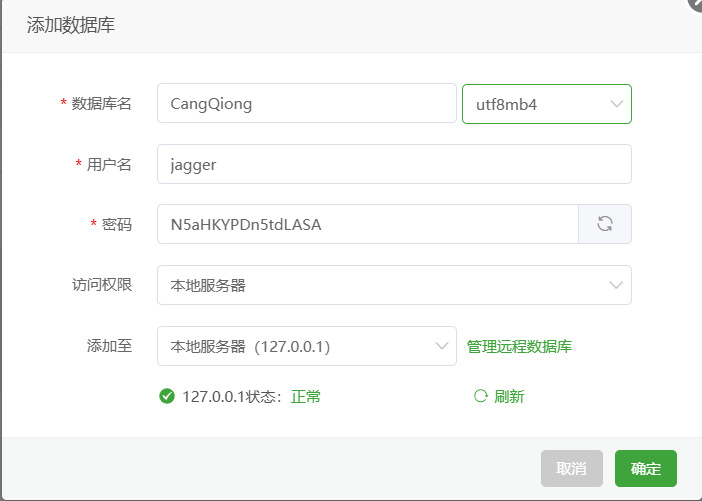 添加数据库
* 数据库名 CangQiong utf8mb4
* 用户名 jagger
* 密码 N5aHKYPDn5tdLASA
访问权限 本地服务器
添加至 本地服务器（127.0.0.1） 管理远程数据库
127.0.0.1状态：正常 刷新
取消 确定